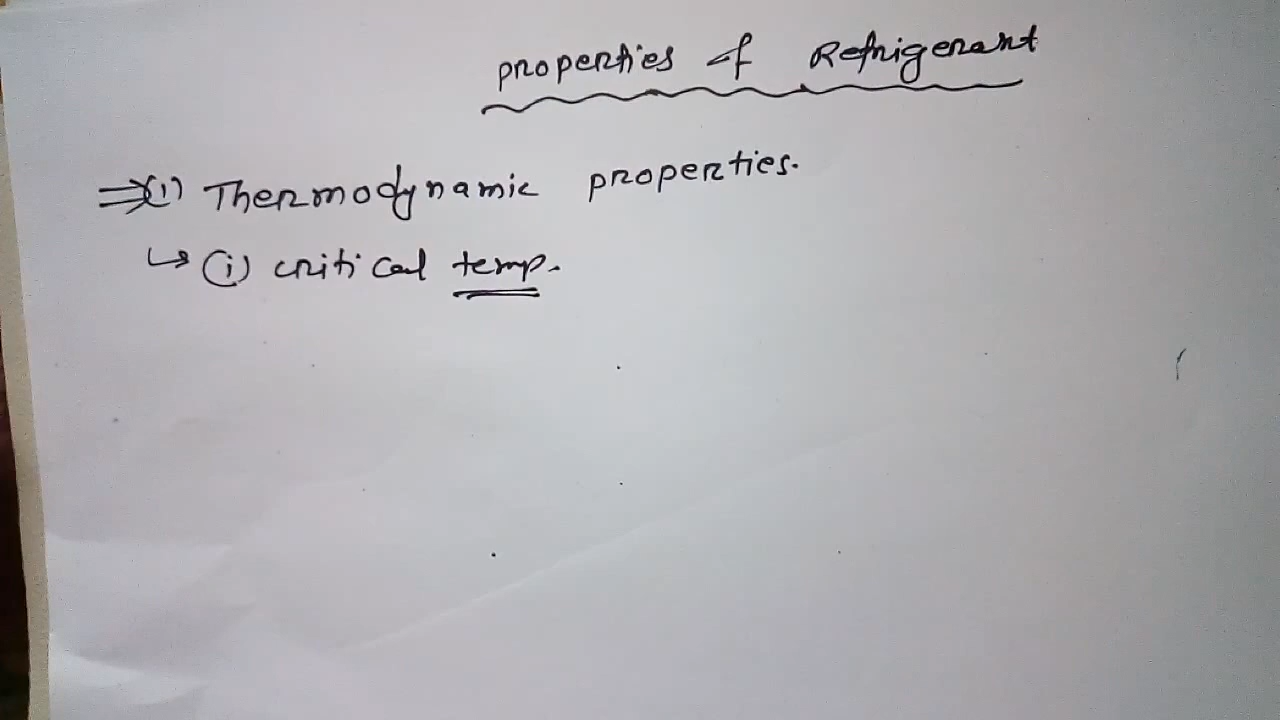 properties of Refrigerant
⇒(1) Thermodynamic properties.
↳ (i) critical temp.